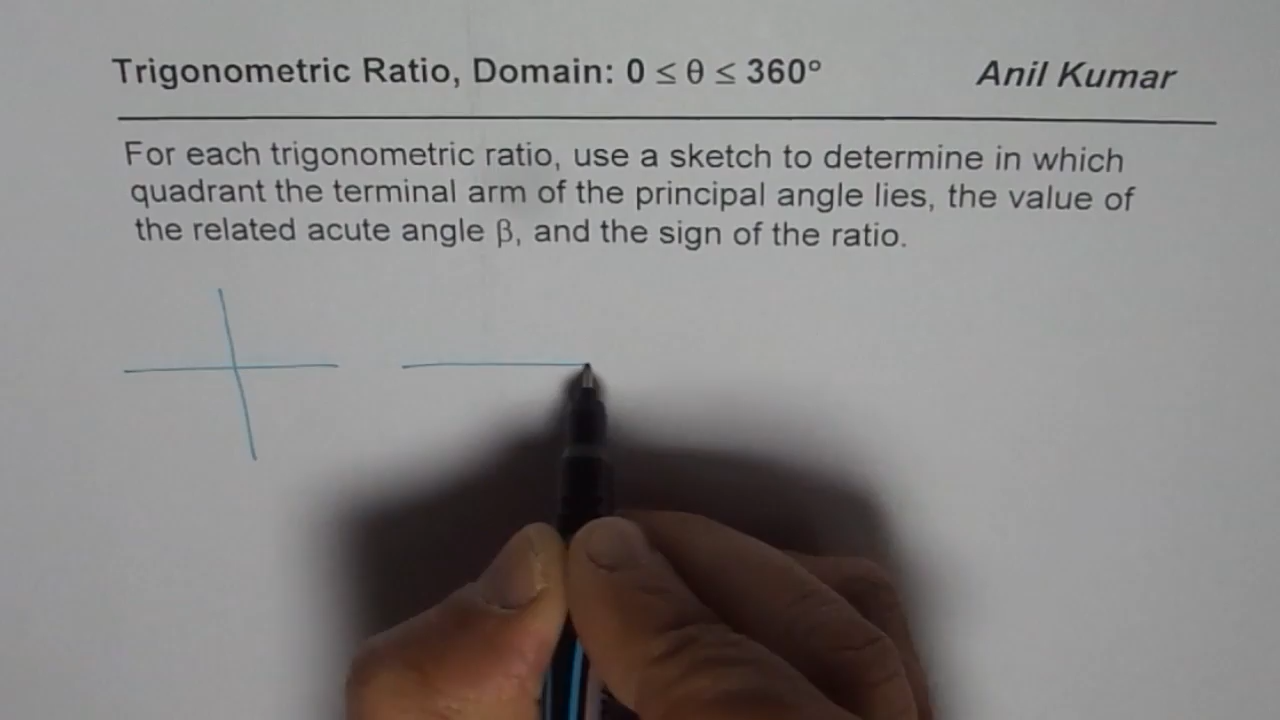 Trigonometric Ratio, Domain: 0 ≤ θ ≤ 360° Anil Kumar
For each trigonometric ratio, use a sketch to determine in which
quadrant the terminal arm of the principal angle lies, the value of
the related acute angle β, and the sign of the ratio.